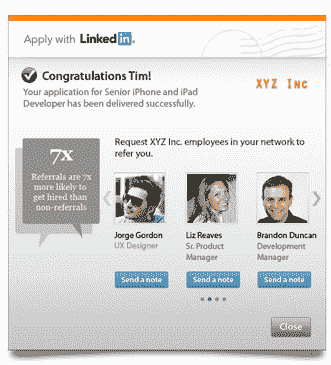 Apply with LinkedIn.
Congratulations Tim!
Your application for Senior iPhone and iPad
Developer has been delivered successfully.
XYZ Inc
7x
Referrals are 7x
more likely to
get hired than
non-referrals
Request XYZ Inc. employees in your network to
refer you.
Jorge Gordon
UX Designer
Send a note
Liz Reaves
Sr. Product
Manager
Send a note
Brandon Duncan
Development
Manager
Send a note
Close